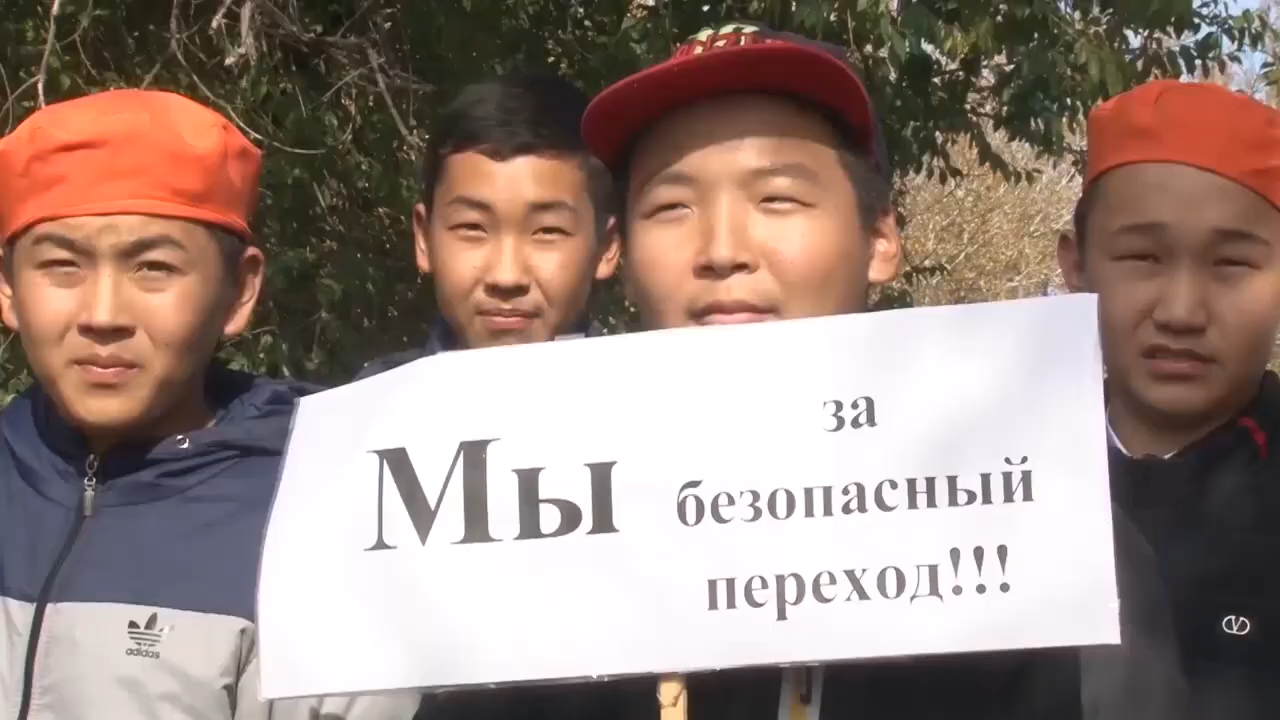 Мы
за
безопасный
переход!!!
adidas